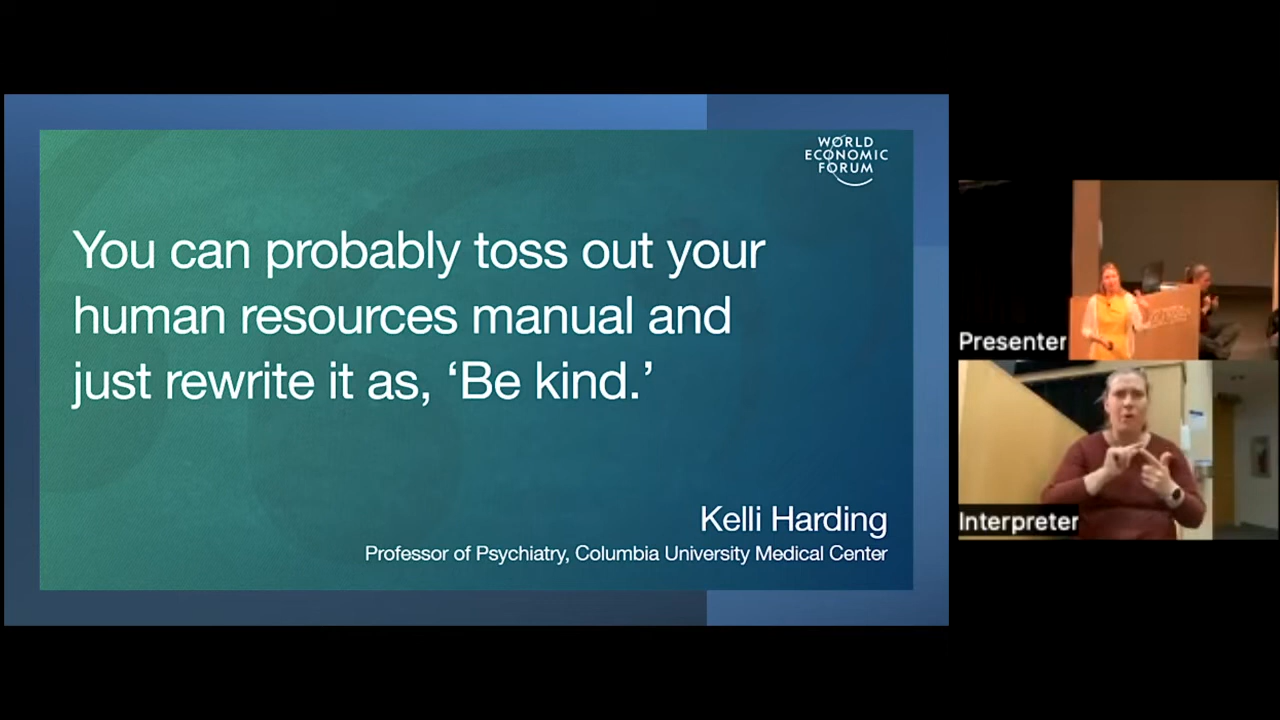 WORLD
ECONOMIC
FORUM
You can probably toss out your
human resources manual and
just rewrite it as, ‘Be kind.’
Kelli Harding
Professor of Psychiatry, Columbia University Medical Center
Presenter
Interpreter